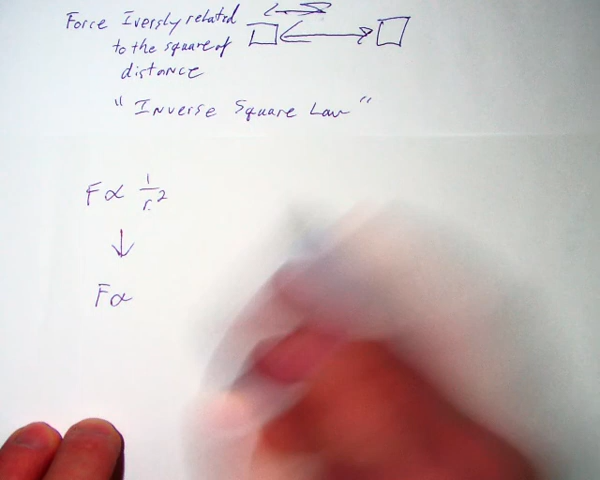 Force Iversly related
to the square of
distance
"Inverse Square Law"
F∝ 1/r²
↓
F∝